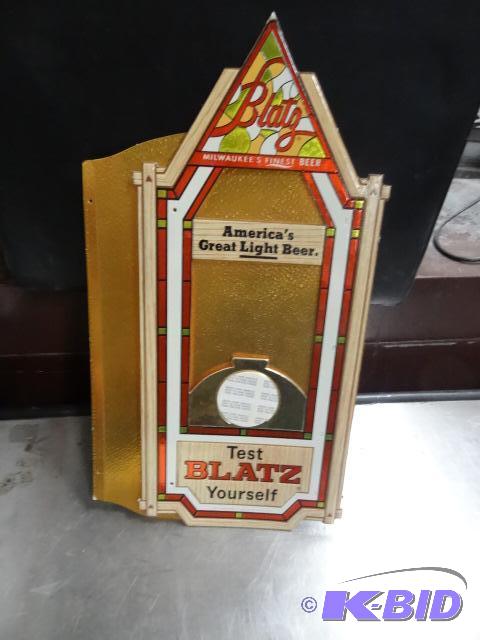 Blatz
MILWAUKEE'S FINEST BEER
America's
Great Light Beer.
Test
BLATZ
Yourself
© K-BID